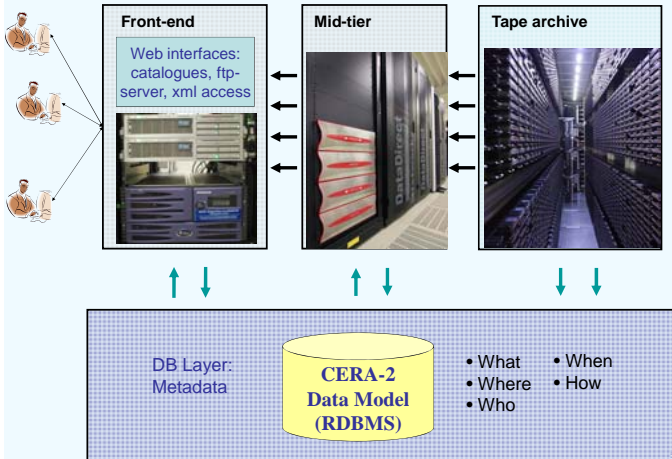 Front-end
Mid-tier
Tape archive
Web interfaces:
catalogues, ftp-
server, xml access
DataDirect
DB Layer:
Metadata
CERA-2
Data Model
(RDBMS)
• What
• Where
• Who
• When
• How